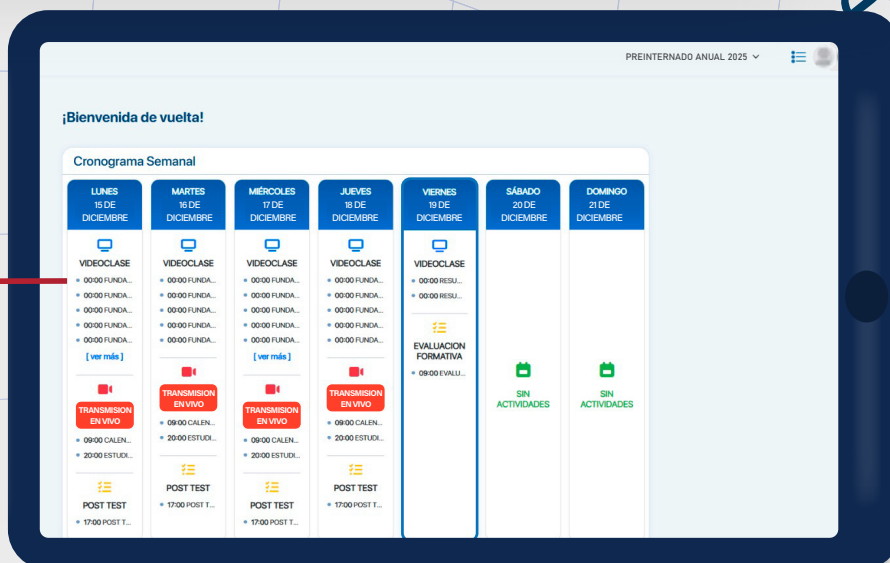 PREINTERNADO ANUAL 2025
¡Bienvenida de vuelta!
Cronograma Semanal
LUNES
15 DE
DICIEMBRE
VIDEOCLASE
00:00 FUNDA...
00:00 FUNDA...
00:00 FUNDA...
00:00 FUNDA...
00:00 FUNDA...
[ ver más ]
TRANSMISION
EN VIVO
09:00 CALEN...
20:00 ESTUDI...
POST TEST
17:00 POST T...
MARTES
16 DE
DICIEMBRE
VIDEOCLASE
00:00 FUNDA...
00:00 FUNDA...
00:00 FUNDA...
00:00 FUNDA...
00:00 FUNDA...
TRANSMISION
EN VIVO
09:00 CALEN...
20:00 ESTUDI...
POST TEST
17:00 POST T...
MIÉRCOLES
17 DE
DICIEMBRE
VIDEOCLASE
00:00 FUNDA...
00:00 FUNDA...
00:00 FUNDA...
00:00 FUNDA...
00:00 FUNDA...
[ ver más ]
TRANSMISION
EN VIVO
09:00 CALEN...
20:00 ESTUDI...
POST TEST
17:00 POST T...
JUEVES
18 DE
DICIEMBRE
VIDEOCLASE
00:00 FUNDA...
00:00 FUNDA...
00:00 FUNDA...
00:00 FUNDA...
00:00 FUNDA...
TRANSMISION
EN VIVO
09:00 CALEN...
20:00 ESTUDI...
POST TEST
17:00 POST T...
VIERNES
19 DE
DICIEMBRE
VIDEOCLASE
00:00 RESU...
00:00 RESU...
EVALUACION
FORMATIVA
09:00 EVALU...
SÁBADO
20 DE
DICIEMBRE
SIN
ACTIVIDADES
DOMINGO
21 DE
DICIEMBRE
SIN
ACTIVIDADES